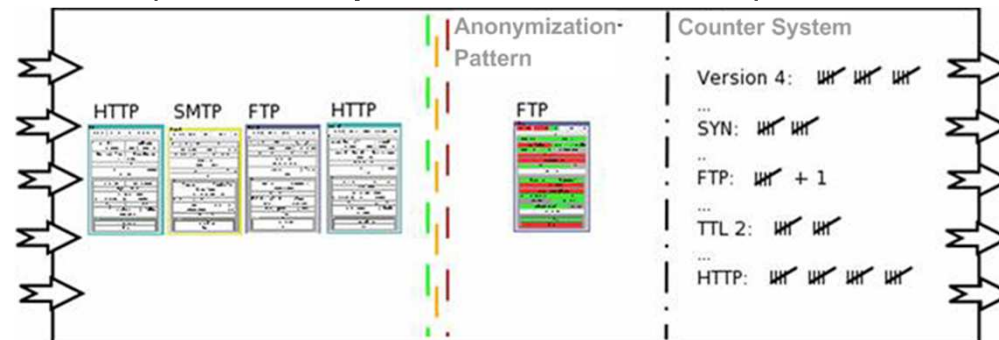 Anonymization-
Pattern
Counter System
HTTP
SMTP
FTP
HTTP
FTP
Version 4:
...
SYN:
..
FTP: + 1
...
TTL 2:
...
HTTP: